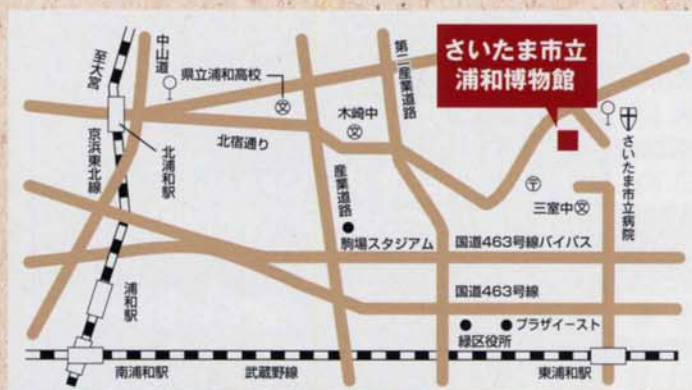 さいたま市立
浦和博物館
至大宮
中山道
県立浦和高校
文
第二産業道路
木崎中
文
さいたま市立病院
京浜東北線
北浦和駅
北宿通り
産業道路
〒
三室中
文
駒場スタジアム
国道463号線バイパス
浦和駅
国道463号線
緑区役所
プラザイースト
南浦和駅
武蔵野線
東浦和駅